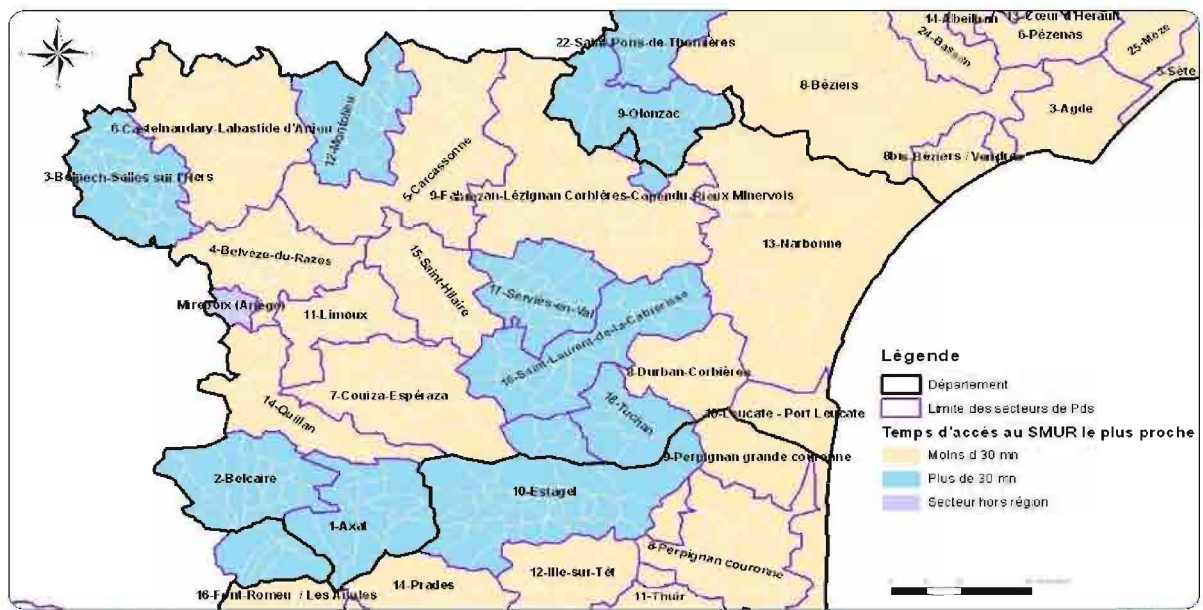 22-Saint-Pons-de-Thomières
14-Albeilhan
13-Cœur d'Hérault
6-Pézenas
24-Bassan
25-Mèze
5-Sète
8-Béziers
3-Agde
9-Olonzac
8bis-Béziers / Vendres
6-Castelnaudary-Labastide d'Anjou
12-Montolieu
5-Carcassonne
3-Belpech-Salles sur l'Hers
9-Fabrezan-Lézignan Corbières-Capendu-Rieux Minervois
13-Narbonne
4-Belvèze-du-Razes
15-Saint-Hilaire
Mirepoix (Ariège)
11-Limoux
17-Serviès-en-Val
16-Saint-Laurent-de-la-Cabrerisse
8-Durban-Corbières
7-Couiza-Espéraza
14-Quillan
18-Tuchan
10-Leucate - Port Leucate
9-Perpignan grande couronne
2-Belcaire
10-Estagel
1-Axat
8-Perpignan couronne
12-Ille-sur-Têt
14-Prades
16-Font-Romeu / Les Angles
11-Thuir
Légende
Département
Limite des secteurs de Pds
Temps d'accès au SMUR le plus proche
Moins d 30 mn
Plus de 30 mn
Secteur hors région